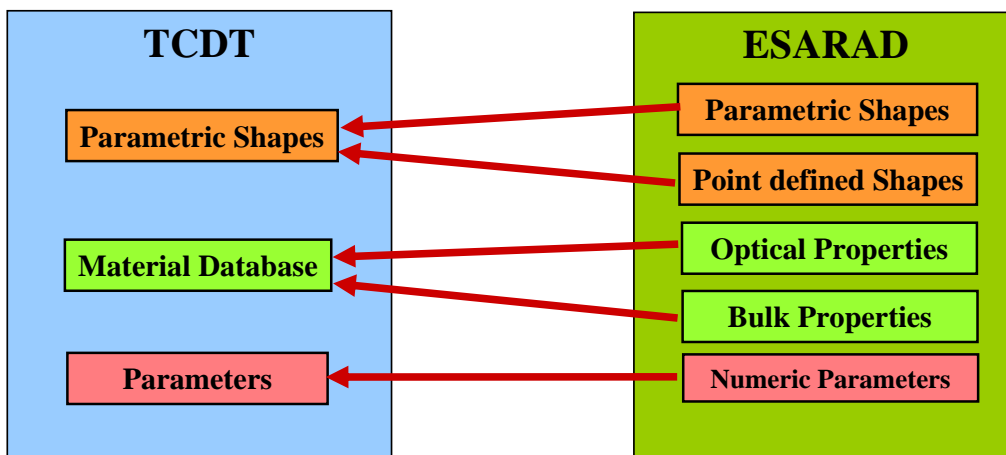 TCDT
Parametric Shapes
Material Database
Parameters
ESARAD
Parametric Shapes
Point defined Shapes
Optical Properties
Bulk Properties
Numeric Parameters